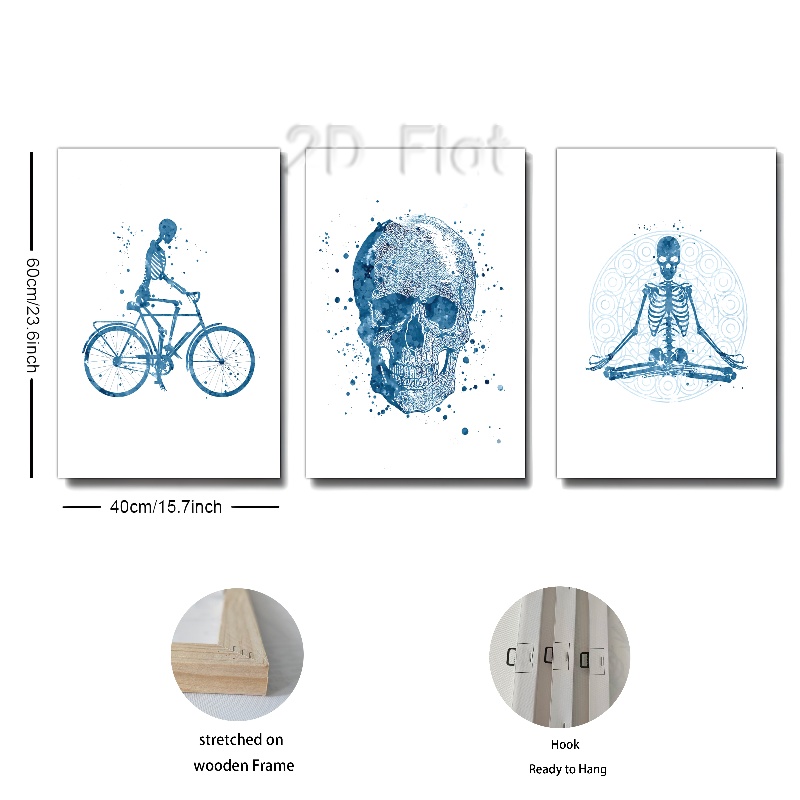 2D Flat
60cm/23.6inch
40cm/15.7inch
stretched on
wooden Frame
Hook
Ready to Hang